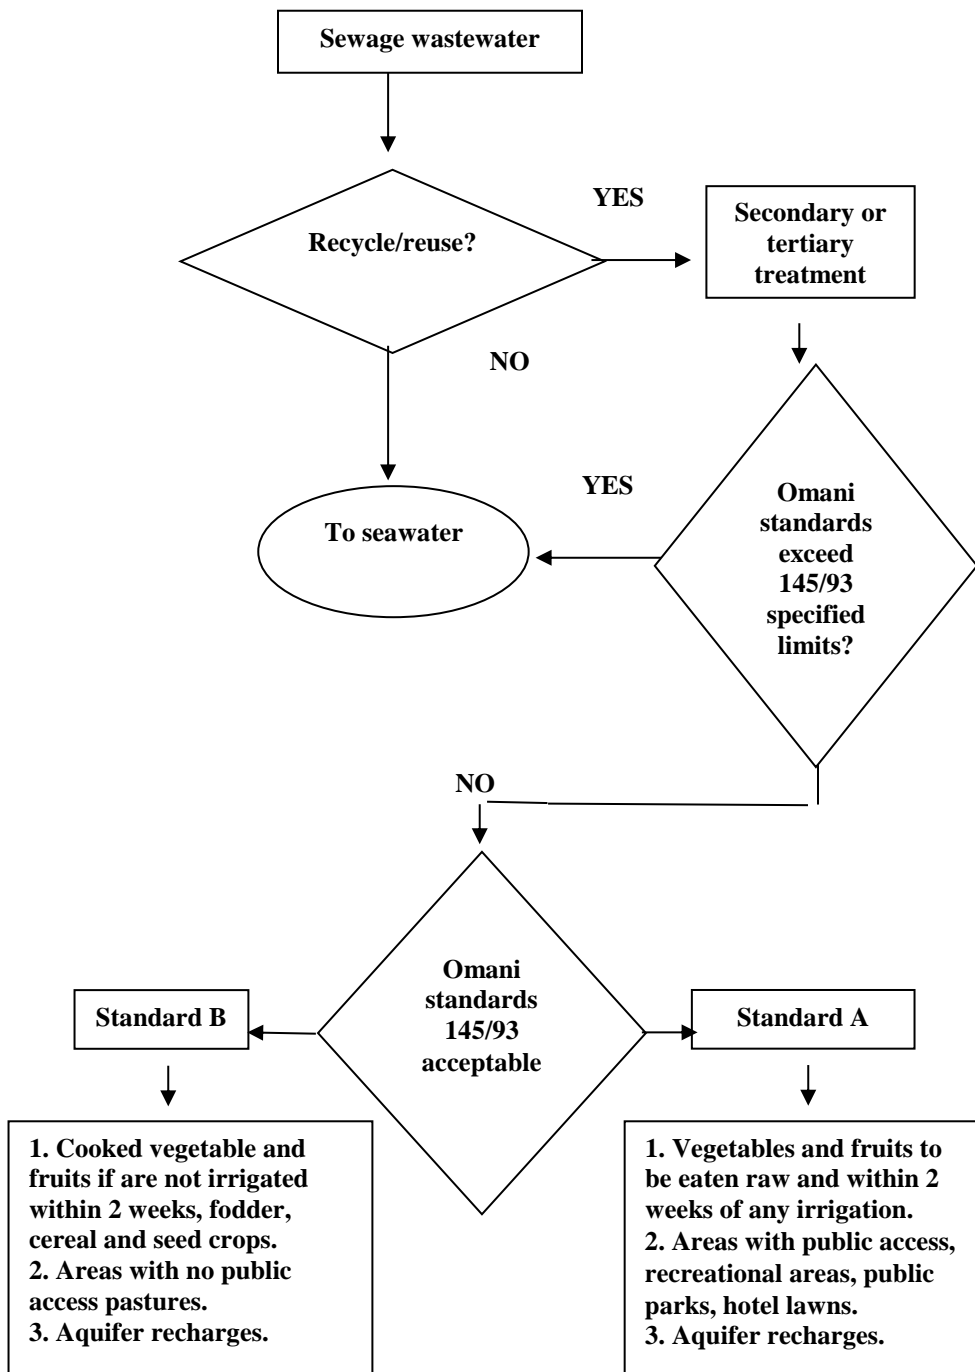 Sewage wastewater
YES
Recycle/reuse?
Secondary or
tertiary
treatment
NO
YES
To seawater
Omani
standards
exceed
145/93
specified
limits?
NO
Omani
standards
145/93
acceptable
Standard B
Standard A
1. Cooked vegetable and
fruits if are not irrigated
within 2 weeks, fodder,
cereal and seed crops.
2. Areas with no public
access pastures.
3. Aquifer recharges.
1. Vegetables and fruits to
be eaten raw and within 2
weeks of any irrigation.
2. Areas with public access,
recreational areas, public
parks, hotel lawns.
3. Aquifer recharges.